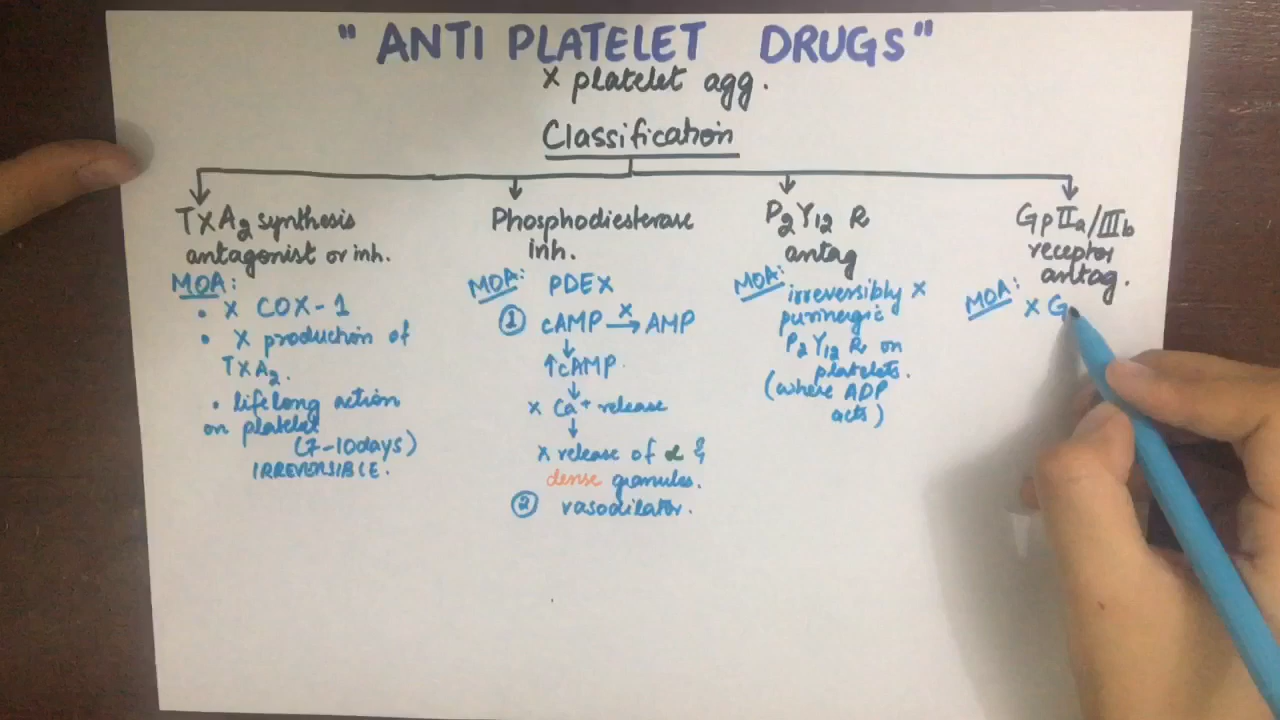 "ANTI PLATELET DRUGS"
X platelet agg.
Classification
TXA2 synthesis
antagonist or inh.
MOA:
• X COX-1
• X production of
TXA2.
• lifelong action
on platelet
(7-10days)
IRREVERSIBLE.
Phosphodiesterase
inh.
MOA: PDEX
① cAMP X→ AMP
↓
↑cAMP.
↓
X Ca+ release
↓
X release of α &
dense granules.
② vasodilator.
P2Y12 R
antag
MOA: irreversibly X
purinergic
P2Y12 R on
platelets.
(where ADP
acts)
GpIIa/IIIb
receptor
antag.
MOA: X G